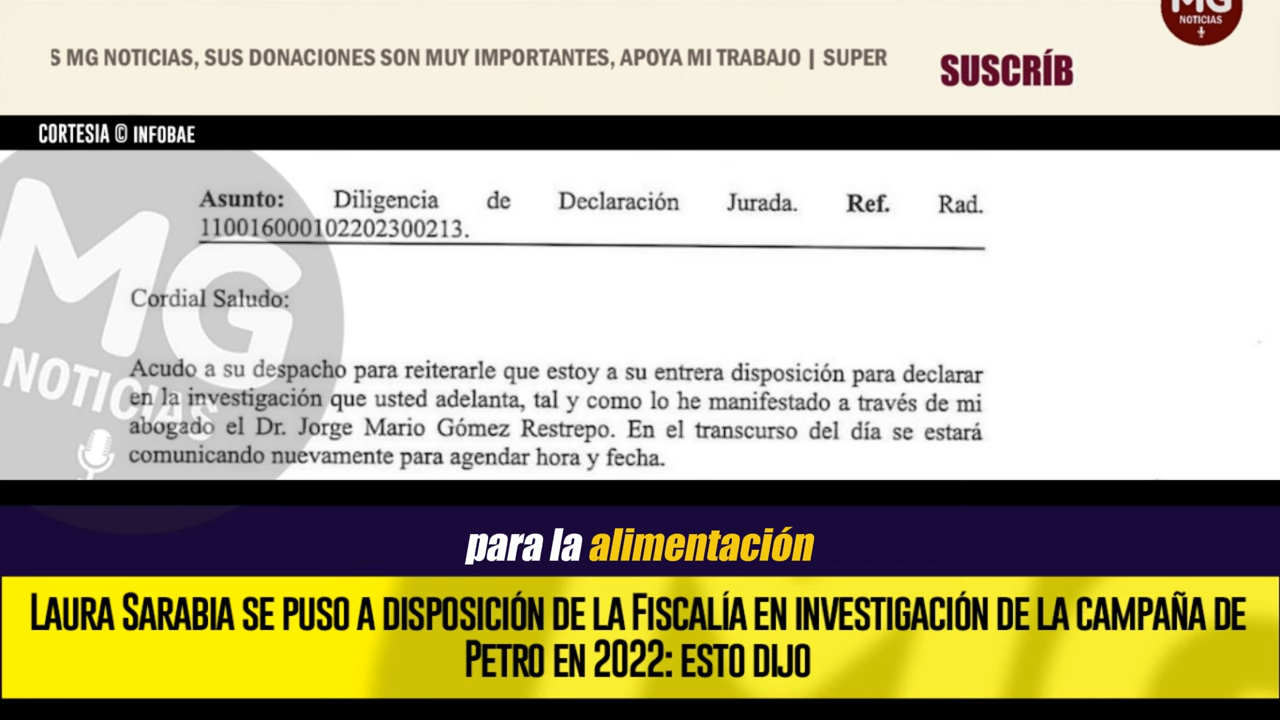 MG
NOTICIAS
S MG NOTICIAS, SUS DONACIONES SON MUY IMPORTANTES, APOYA MI TRABAJO | SUPER
SUSCRÍB
CORTESIA © INFOBAE
Asunto: Diligencia de Declaración Jurada. Ref. Rad.
110016000102202300213.
Cordial Saludo:
Acudo a su despacho para reiterarle que estoy a su entrera disposición para declarar
en la investigación que usted adelanta, tal y como lo he manifestado a través de mi
abogado el Dr. Jorge Mario Gómez Restrepo. En el transcurso del día se estará
comunicando nuevamente para agendar hora y fecha.
MG
NOTICIAS
para la alimentación
LAURA SARABIA SE PUSO A DISPOSICIÓN DE LA FISCALÍA EN INVESTIGACIÓN DE LA CAMPAÑA DE
PETRO EN 2022: ESTO DIJO